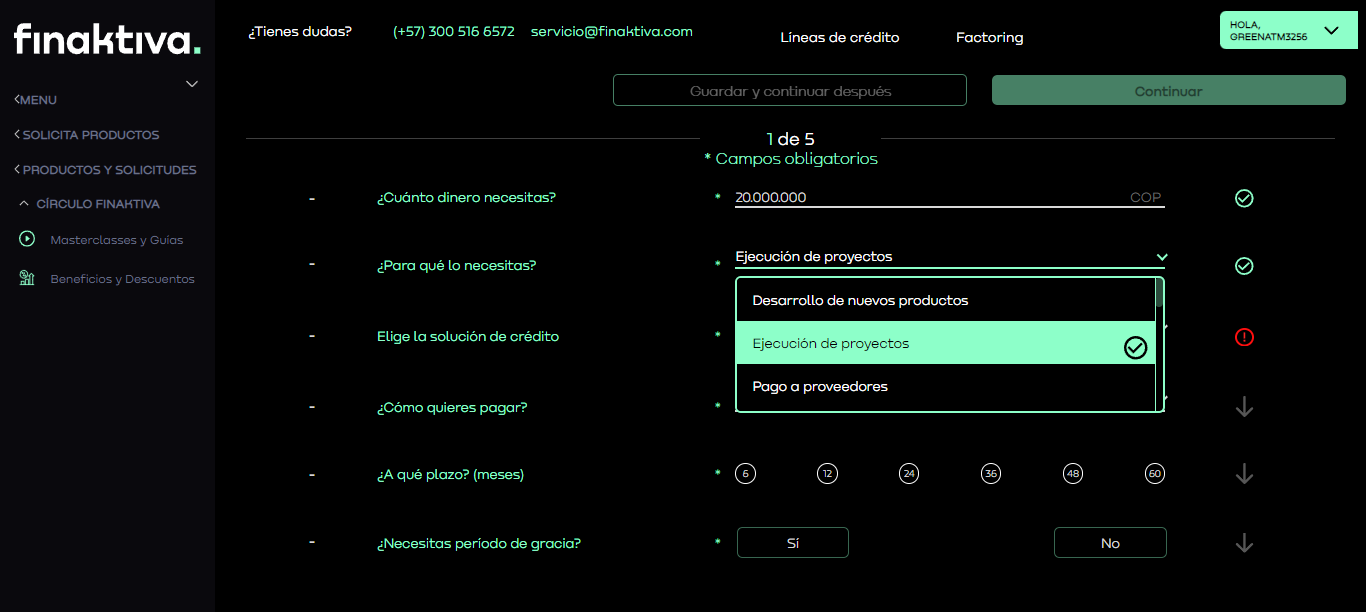 finaktiva.
¿Tienes dudas? (+57) 300 516 6572 servicio@finaktiva.com Líneas de crédito Factoring HOLA,
GREENATM3256
MENU
SOLICITA PRODUCTOS
PRODUCTOS Y SOLICITUDES
CÍRCULO FINAKTIVA
Masterclasses y Guías
Beneficios y Descuentos
Guardar y continuar después Continuar
1 de 5
* Campos obligatorios
- ¿Cuánto dinero necesitas? * 20.000.000 COP
- ¿Para qué lo necesitas? * Ejecución de proyectos
Desarrollo de nuevos productos
Ejecución de proyectos
Pago a proveedores
- Elige la solución de crédito *
- ¿Cómo quieres pagar? *
- ¿A qué plazo? (meses) * 6 12 24 36 48 60
- ¿Necesitas período de gracia? * Sí No